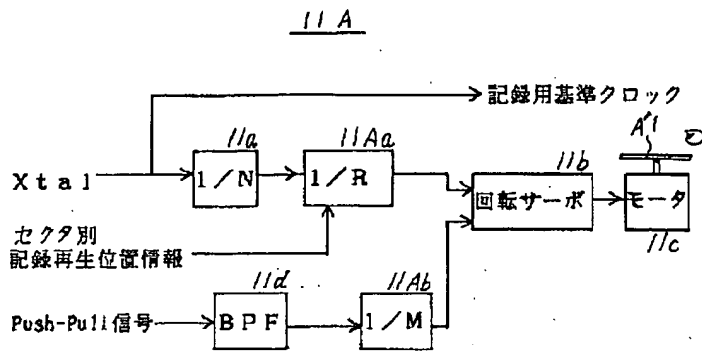 11A
記録用基準クロック
11a
11Aa
A'1
11b
Xtal
1/N
1/R
回転サーボ
モータ
11c
セクタ別
記録再生位置情報
11d
11Ab
Push-Pull信号
BPF
1/M